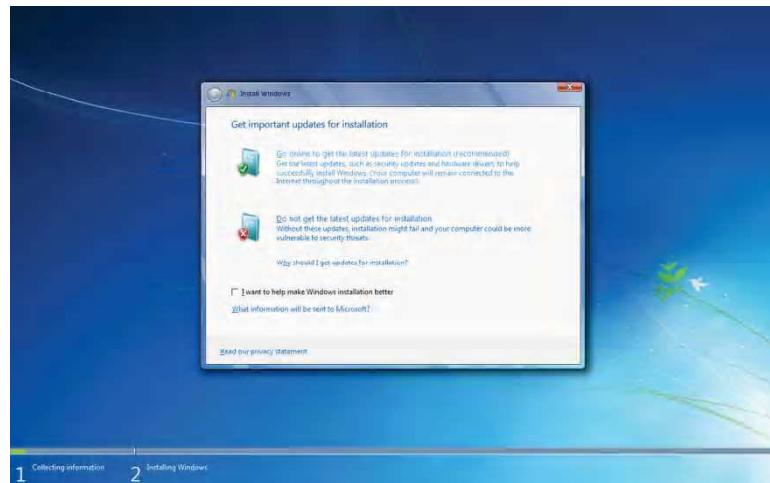 Install Windows
Get important updates for installation
Go online to get the latest updates for installation (recommended)
Get the latest updates, such as security updates and hardware drivers, to help
successfully install Windows. (Your computer will remain connected to the
Internet throughout the installation process).
Do not get the latest updates for installation
Without these updates, installation might fail and your computer could be more
vulnerable to security threats.
Why should I get updates for installation?
I want to help make Windows installation better
What information will be sent to Microsoft?
Read our privacy statement
1 Collecting information 2 Installing Windows